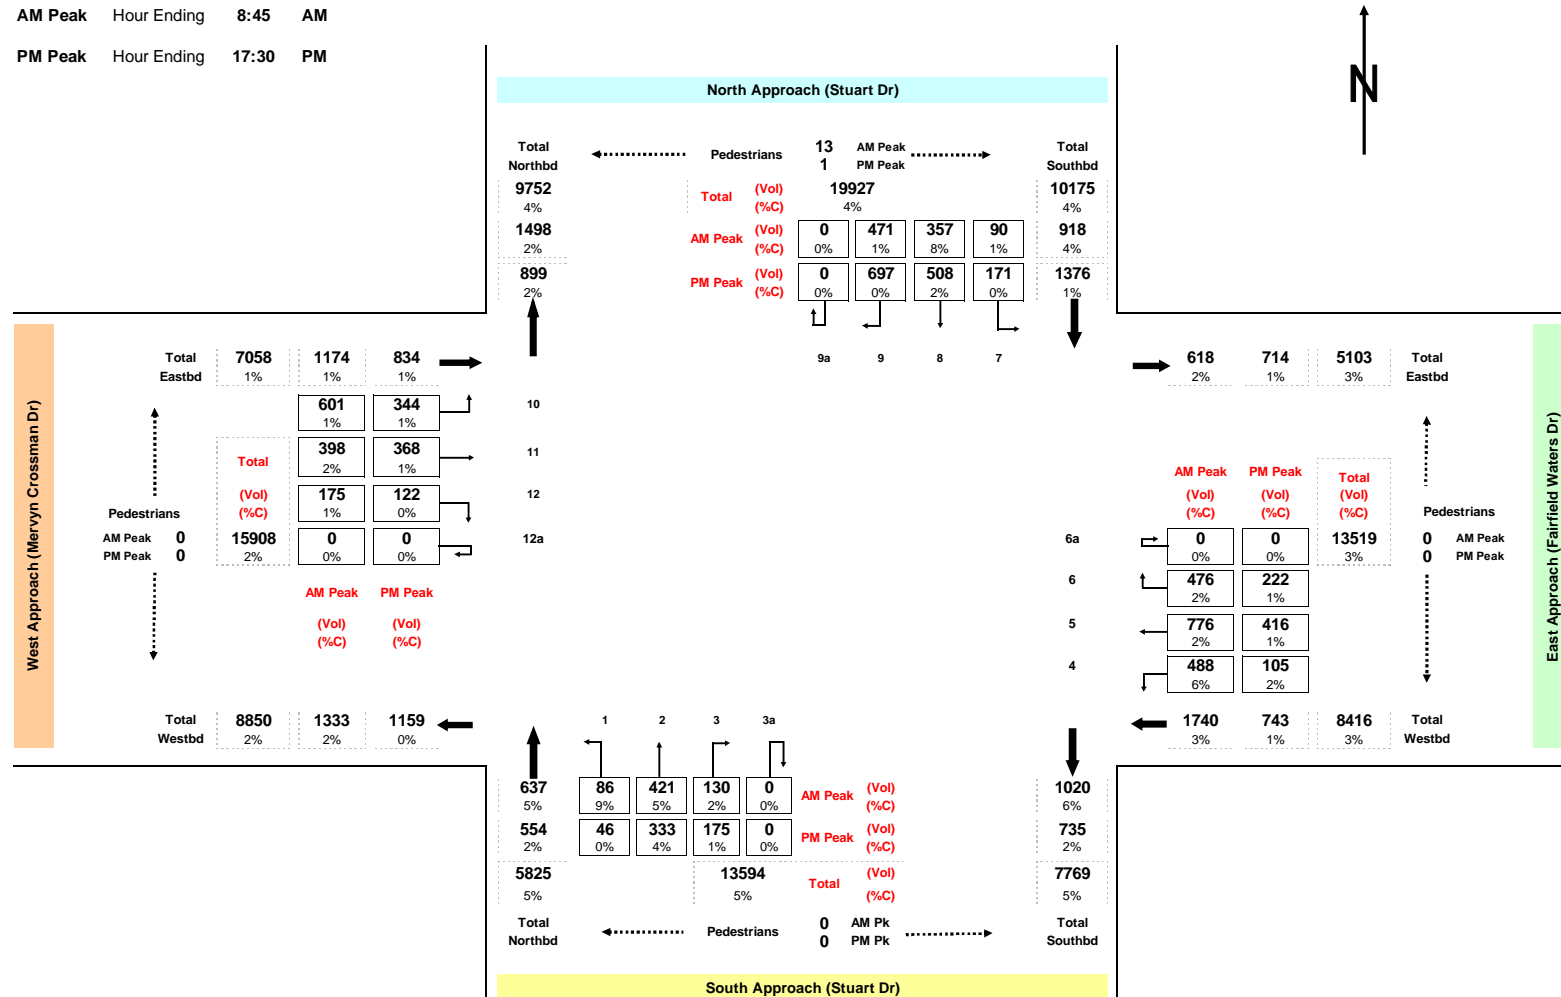 AM Peak Hour Ending 8:45 AM
PM Peak Hour Ending 17:30 PM
N
North Approach (Stuart Dr)
Total Northbd
Pedestrians 13 AM Peak
1 PM Peak
Total Southbd
9752 Total (Vol) 19927 10175
4% (%C) 4% 4%
1498 AM Peak (Vol) 0 471 357 90 918
2% (%C) 0% 1% 8% 1% 4%
899 PM Peak (Vol) 0 697 508 171 1376
2% (%C) 0% 0% 2% 0% 1%
9a 9 8 7
West Approach (Mervyn Crossman Dr)
Total 7058 1174 834
Eastbd 1% 1% 1%
601 344 10
1% 1%
Total 398 368 11
2% 1%
(Vol) 175 122 12
(%C) 1% 0%
Pedestrians
AM Peak 0 15908 0 0 12a
PM Peak 0 2% 0% 0%
AM Peak PM Peak
(Vol) (Vol)
(%C) (%C)
Total 8850 1333 1159
Westbd 2% 2% 0%
618 714 5103 Total
2% 1% 3% Eastbd
East Approach (Fairfield Waters Dr)
AM Peak PM Peak Total
(Vol) (Vol) (Vol)
(%C) (%C) (%C)
Pedestrians
6a 0 0 13519 0 AM Peak
0% 0% 3% 0 PM Peak
6 476 222
2% 1%
5 776 416
2% 1%
4 488 105
6% 2%
1740 743 8416 Total
3% 1% 3% Westbd
1 2 3 3a
637 86 421 130 0 AM Peak (Vol) 1020
5% 9% 5% 2% 0% (%C) 6%
554 46 333 175 0 PM Peak (Vol) 735
2% 0% 4% 1% 0% (%C) 2%
5825 13594 Total (Vol) 7769
5% 5% (%C) 5%
Total Northbd
Pedestrians 0 AM Pk
0 PM Pk
Total Southbd
South Approach (Stuart Dr)